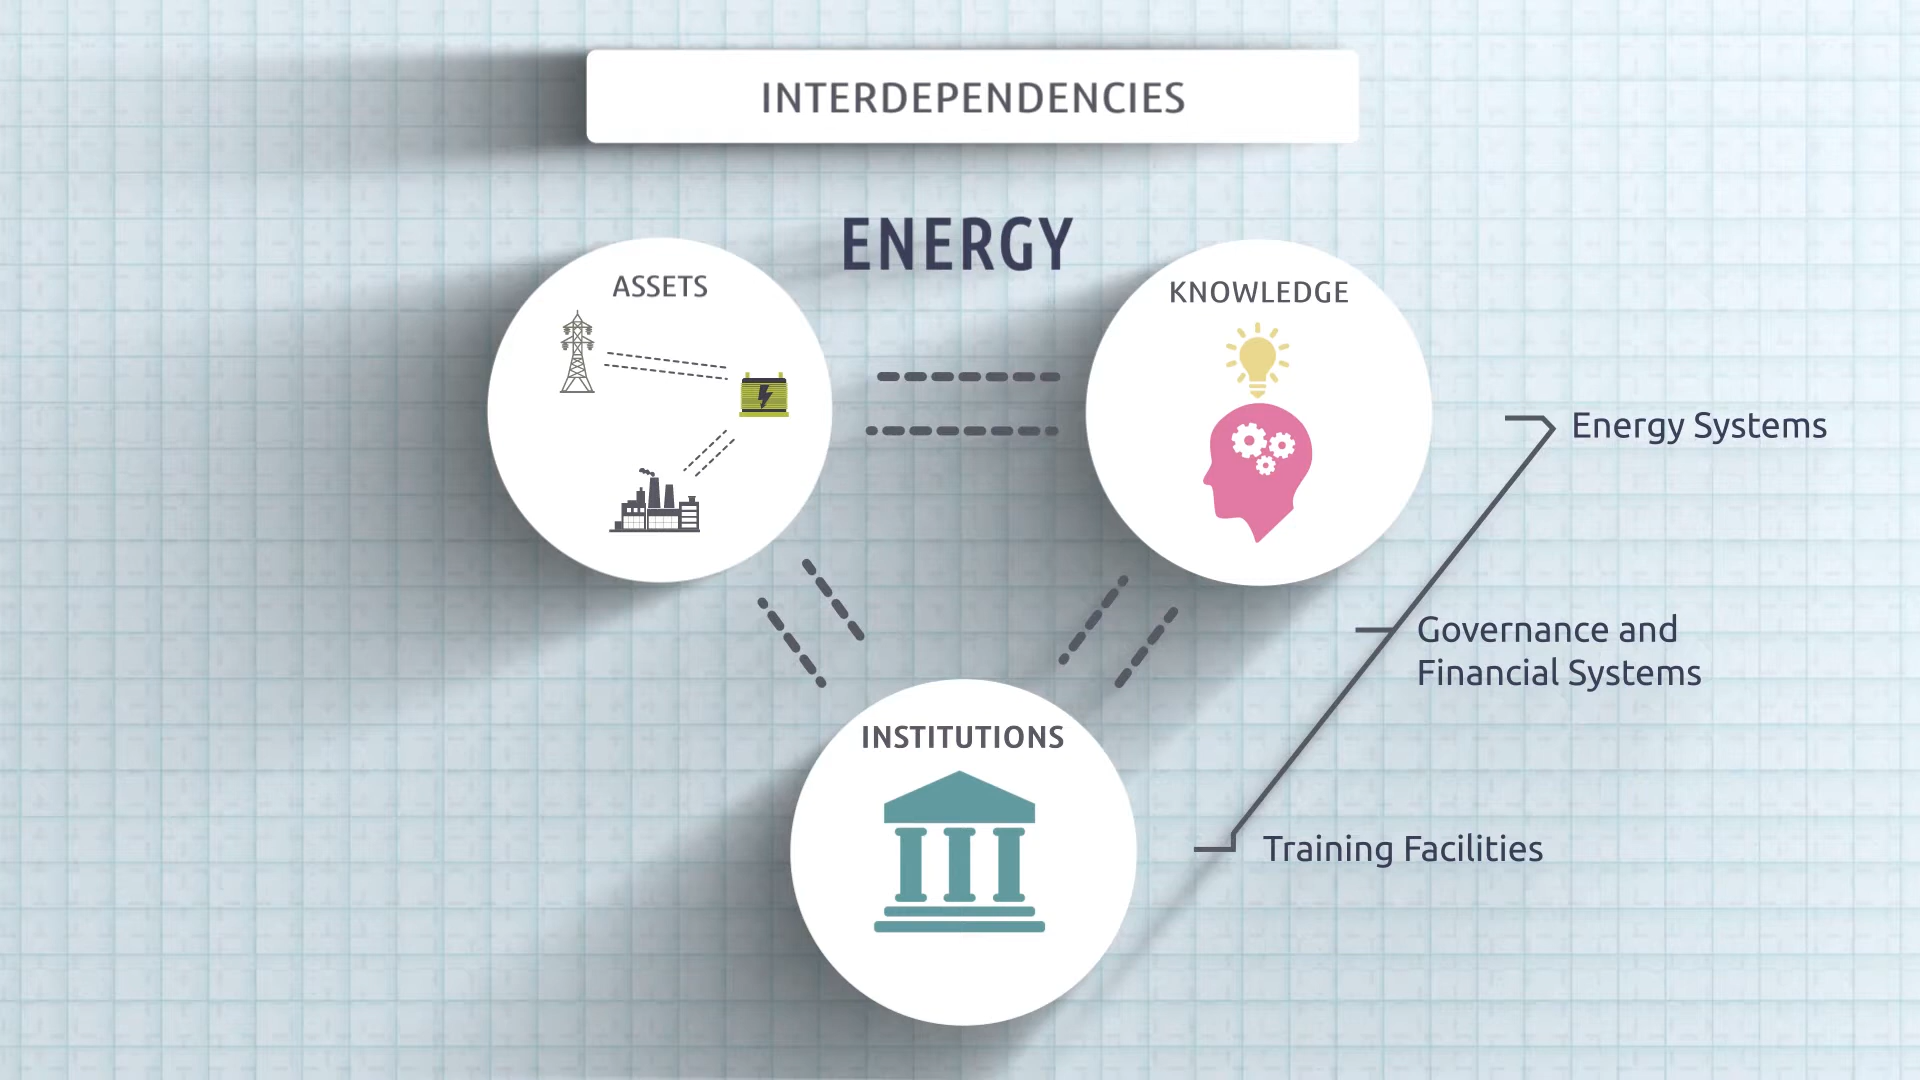 INTERDEPENDENCIES
ENERGY
ASSETS
KNOWLEDGE
Energy Systems
Governance and
Financial Systems
INSTITUTIONS
Training Facilities